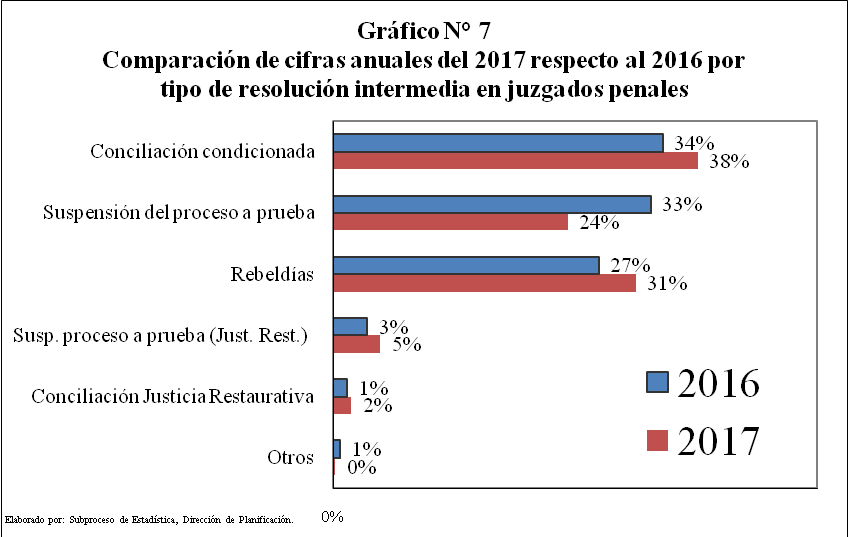 Gráfico N° 7
Comparación de cifras anuales del 2017 respecto al 2016 por
tipo de resolución intermedia en juzgados penales
Conciliación condicionada
34%
38%
Suspensión del proceso a prueba
33%
24%
Rebeldías
27%
31%
Susp. proceso a prueba (Just. Rest.)
3%
5%
Conciliación Justicia Restaurativa
1%
2%
Otros
1%
0%
2016
2017
0%
Elaborado por: Subproceso de Estadística, Dirección de Planificación.